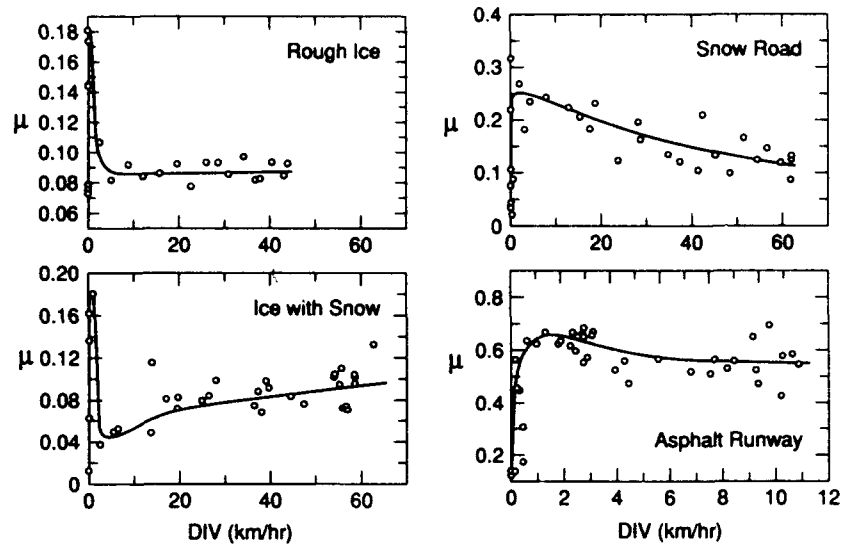 Rough Ice
μ
0.18
0.16
0.14
0.12
0.10
0.08
0.06
0 20 40 60
Snow Road
μ
0.4
0.3
0.2
0.1
0
0 20 40 60
Ice with Snow
μ
0.20
0.16
0.12
0.08
0.04
0
0 20 40 60
DIV (km/hr)
Asphalt Runway
μ
0.8
0.6
0.4
0.2
0 2 4 6 8 10 12
DIV (km/hr)